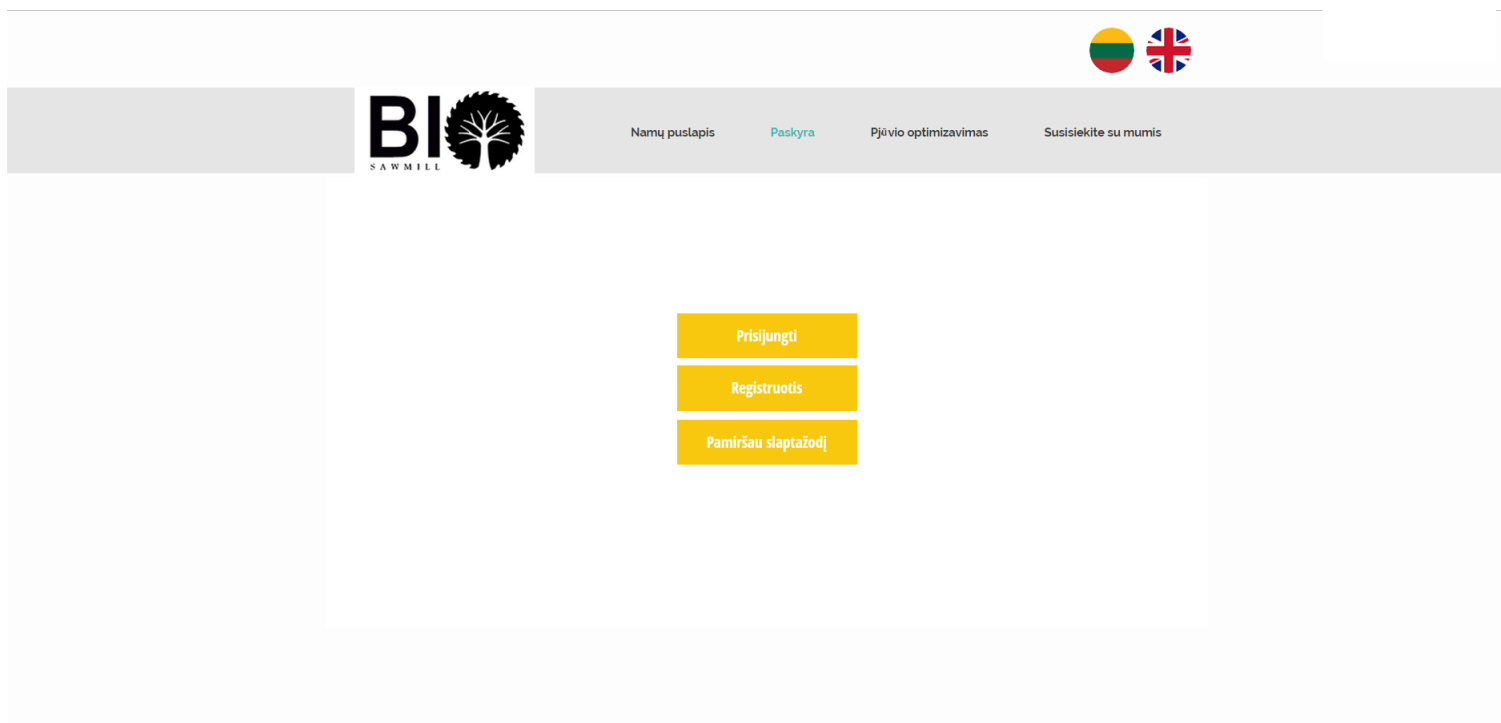 BIO
SAWMILL
Namų puslapis Paskyra Pjūvio optimizavimas Susisiekite su mumis
Prisijungti
Registruotis
Pamiršau slaptažodį